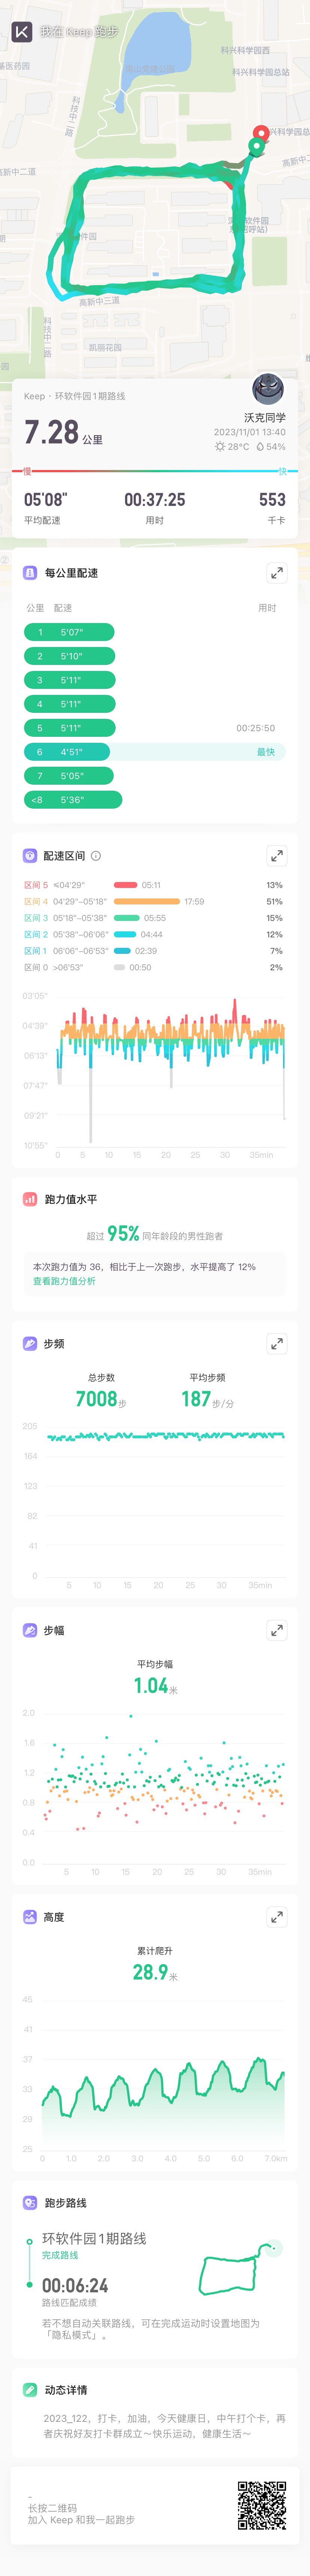 我在 Keep 跑步
科兴科学园西
科兴科学园总站
科技中二路
高新中二道
高新中三道
科技中二路
凯丽花园
Keep · 环软件园1期路线
7.28 公里
沃克同学
2023/11/01 13:40
28°C 54%
慢 快
05'08" 00:37:25 553
平均配速 用时 千卡
每公里配速
公里 配速 用时
1 5'07"
2 5'10"
3 5'11"
4 5'11"
5 5'11" 00:25:50
6 4'51" 最快
7 5'05"
<8 5'36"
配速区间
区间 5 ≤04'29" 05:11 13%
区间 4 04'29"–05'18" 17:59 51%
区间 3 05'18"–05'38" 05:55 15%
区间 2 05'38"–06'06" 04:44 12%
区间 1 06'06"–06'53" 02:39 7%
区间 0 >06'53" 00:50 2%
03'05"
04'39"
06'13"
07'47"
09'21"
10'55"
0 5 10 15 20 25 30 35min
跑力值水平
超过 95% 同年龄段的男性跑者
本次跑力值为 36，相比于上一次跑步，水平提高了 12%
查看跑力值分析
步频
总步数 平均步频
7008步 187步/分
205
164
123
82
41
0
5 10 15 20 25 30 35min
步幅
平均步幅
1.04米
2.0
1.6
1.2
0.8
0.4
0.0
5 10 15 20 25 30 35min
高度
累计爬升
28.9米
45
41
37
33
29
25
0 1.0 2.0 3.0 4.0 5.0 6.0 7.0km
跑步路线
环软件园1期路线
完成路线
00:06:24
路线匹配成绩
若不想自动关联路线，可在完成运动时设置地图为
「隐私模式」。
动态详情
2023_122，打卡，加油，今天健康日，中午打个卡，再
者庆祝好友打卡群成立～快乐运动，健康生活～
-
长按二维码
加入 Keep 和我一起跑步